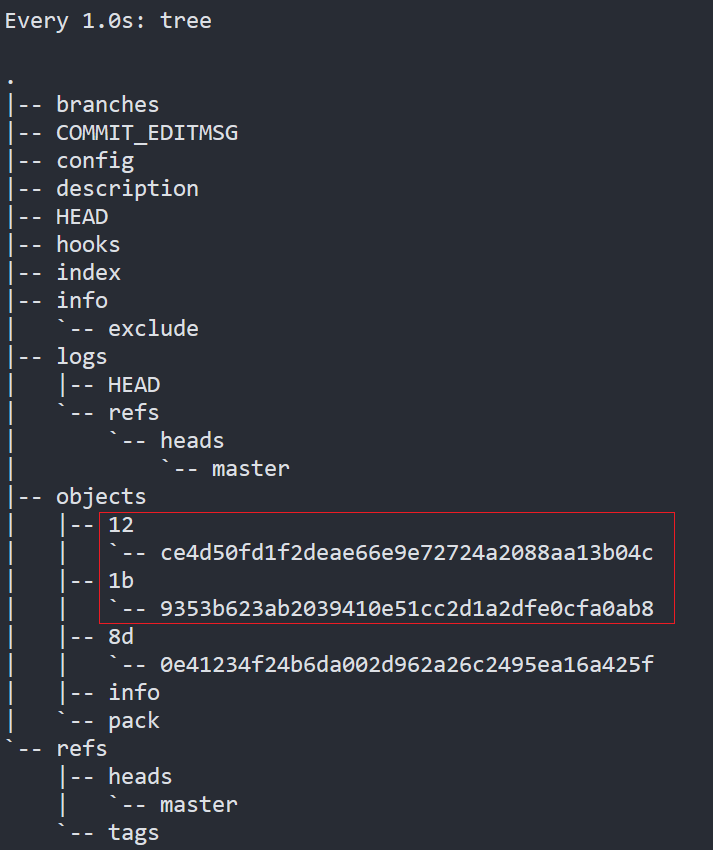 Every 1.0s: tree
.
|-- branches
|-- COMMIT_EDITMSG
|-- config
|-- description
|-- HEAD
|-- hooks
|-- index
|-- info
|   `-- exclude
|-- logs
|   |-- HEAD
|   `-- refs
|       `-- heads
|           `-- master
|-- objects
|   |-- 12
|   |   `-- ce4d50fd1f2deae66e9e72724a2088aa13b04c
|   |-- 1b
|   |   `-- 9353b623ab2039410e51cc2d1a2dfe0cfa0ab8
|   |-- 8d
|   |   `-- 0e41234f24b6da002d962a26c2495ea16a425f
|   |-- info
|   `-- pack
`-- refs
    |-- heads
    |   `-- master
    `-- tags